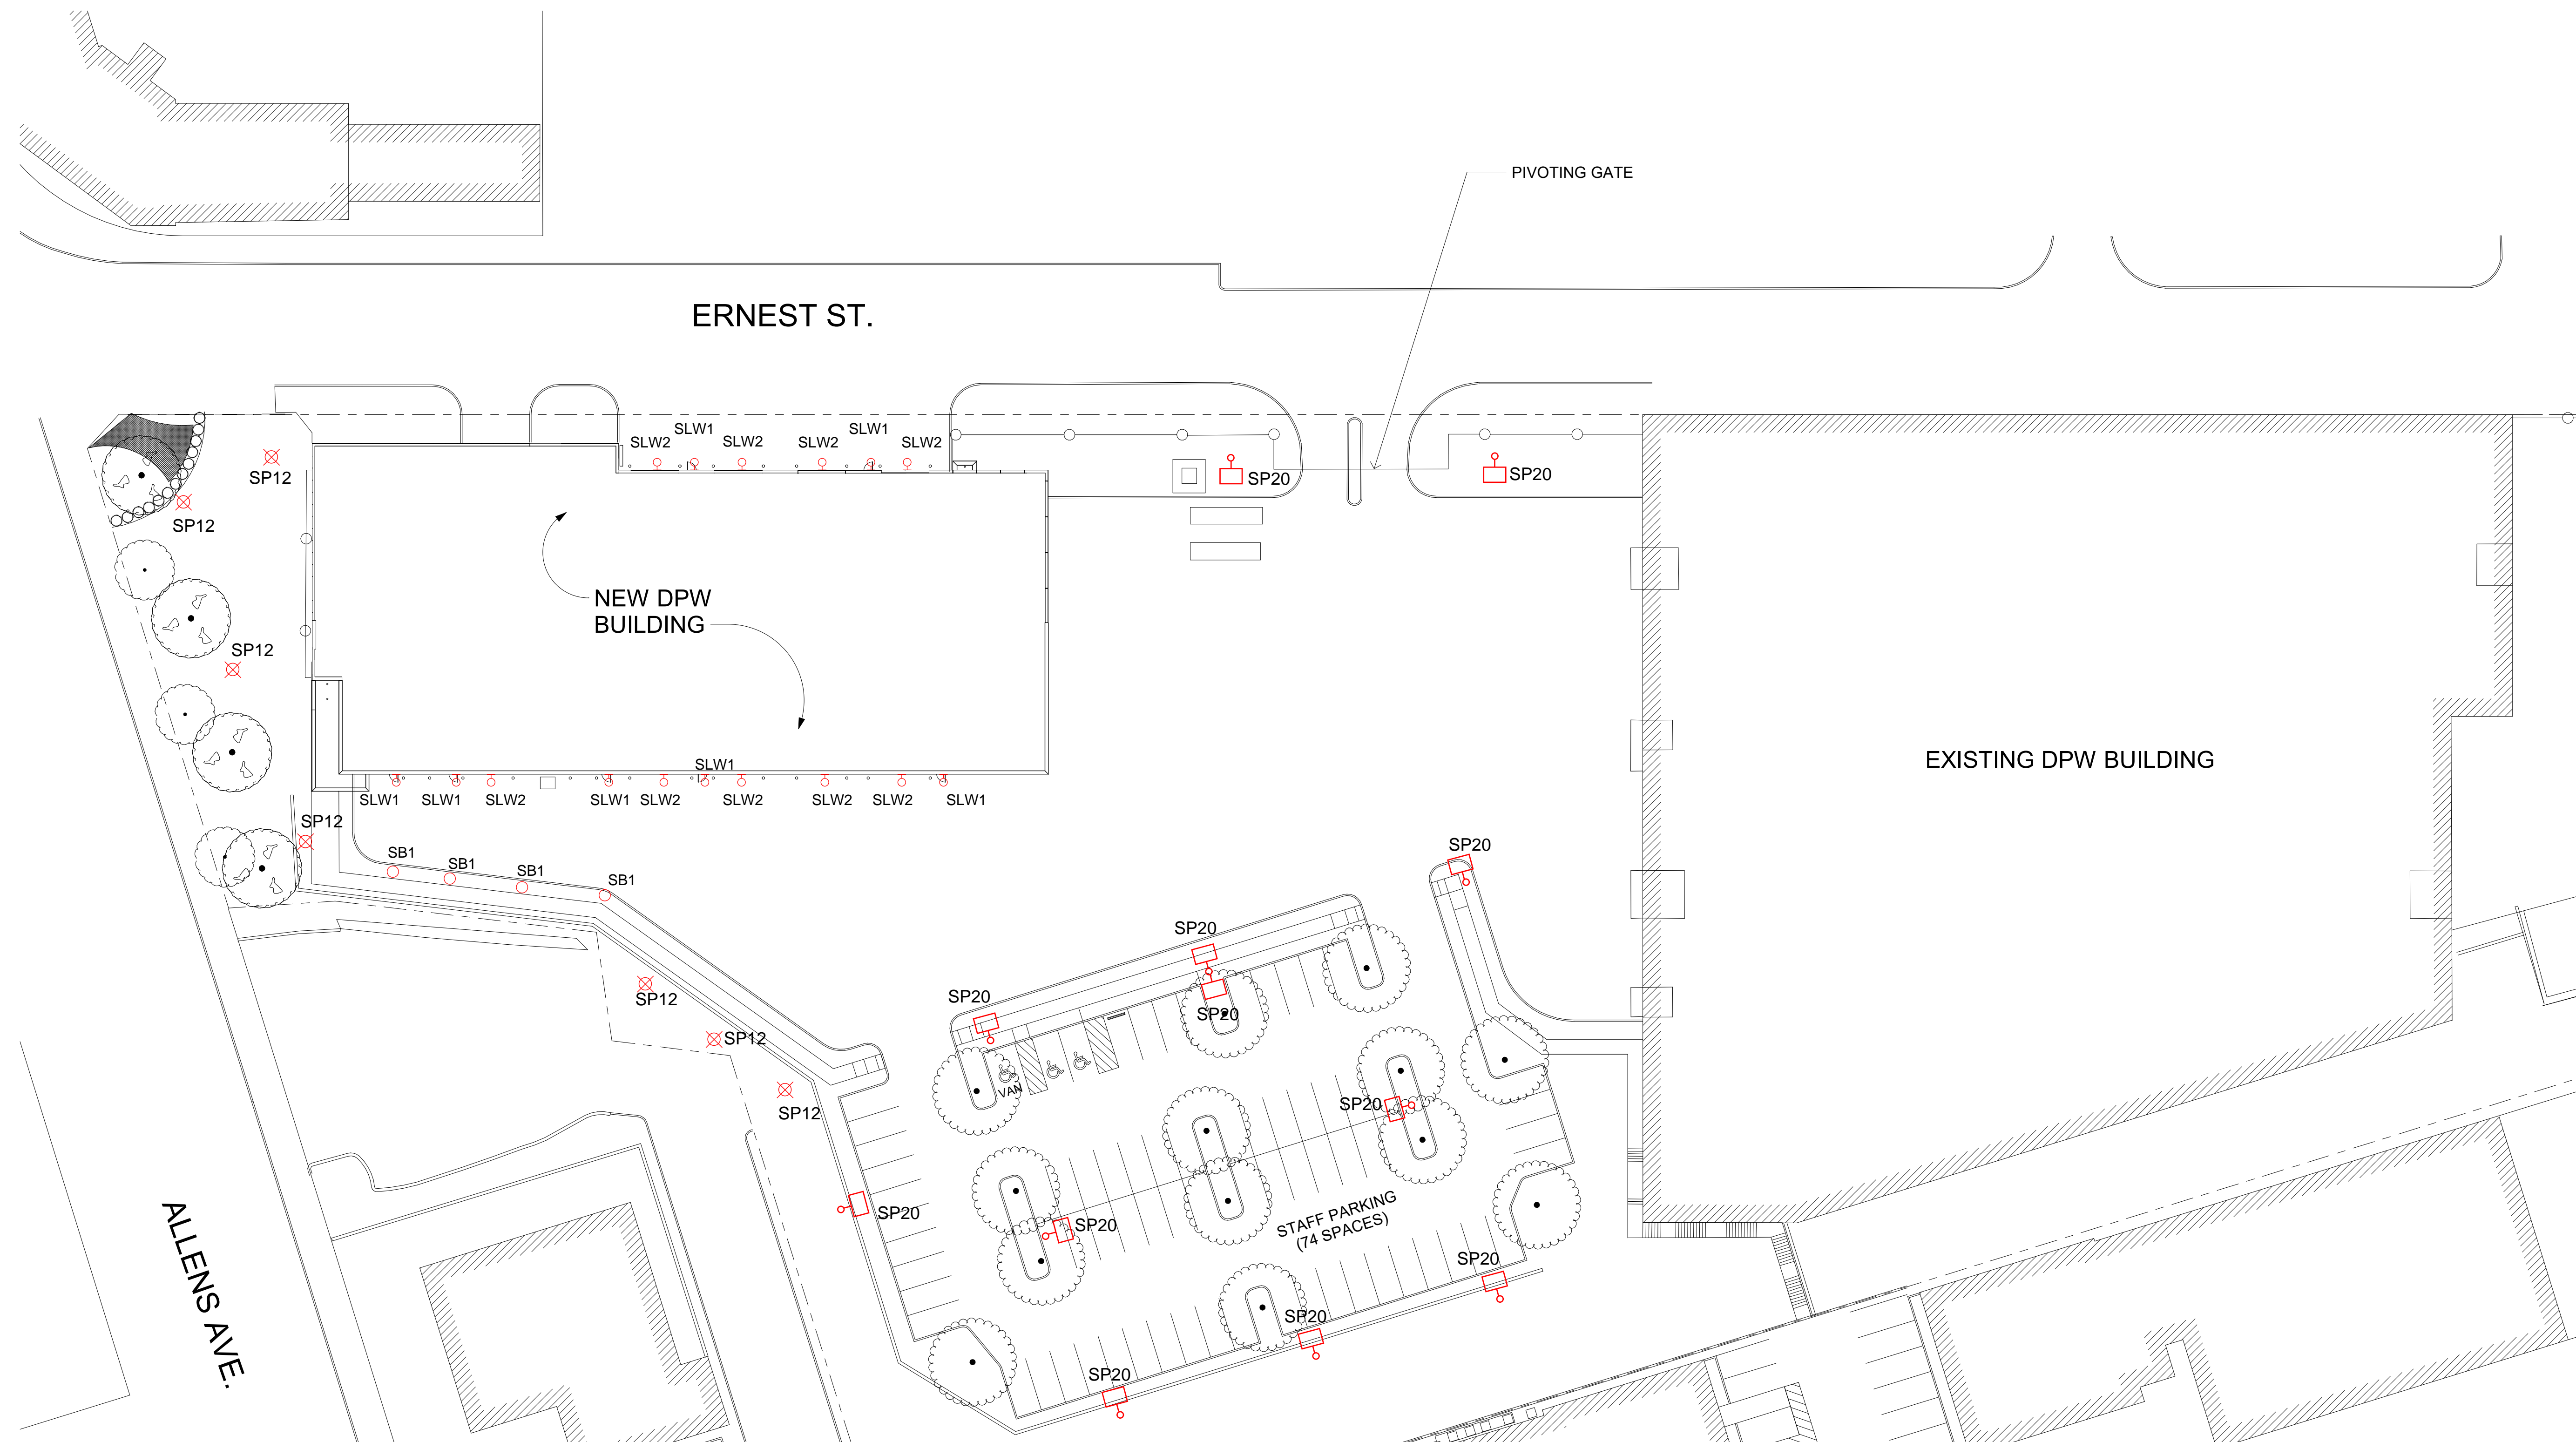 PIVOTING GATE
ERNEST ST.
SLW2
SLW1
SLW2
SLW2
SLW1
SLW2
SP12
SP20
SP20
SP12
NEW DPW
BUILDING
SP12
EXISTING DPW BUILDING
SLW1
SLW1
SLW1
SLW2
SLW1
SLW2
SLW2
SLW2
SLW2
SLW1
SP12
SB1
SB1
SB1
SB1
SP20
SP20
SP20
SP12
SP20
SP12
VAN
SP12
SP20
SP20
SP20
STAFF PARKING
(74 SPACES)
ALLENS AVE.
SP20
SP20
SP20